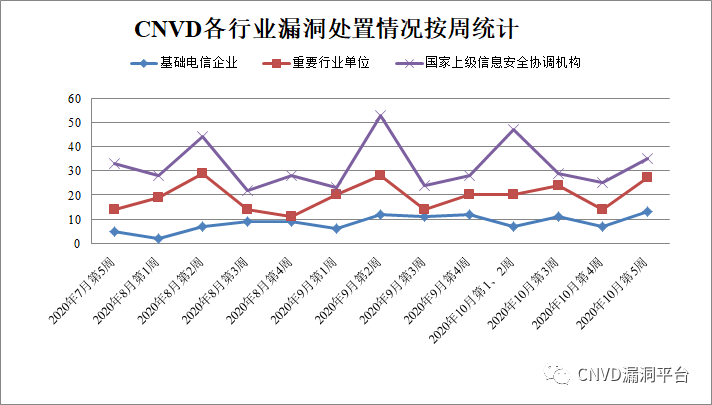 CNVD各行业漏洞处置情况按周统计
基础电信企业 重要行业单位 国家上级信息安全协调机构
60
50
40
30
20
10
0
2020年7月第5周
2020年8月第1周
2020年8月第2周
2020年8月第3周
2020年8月第4周
2020年9月第1周
2020年9月第2周
2020年9月第3周
2020年9月第4周
2020年10月第1、2周
2020年10月第3周
2020年10月第4周
2020年10月第5周
CNVD漏洞平台